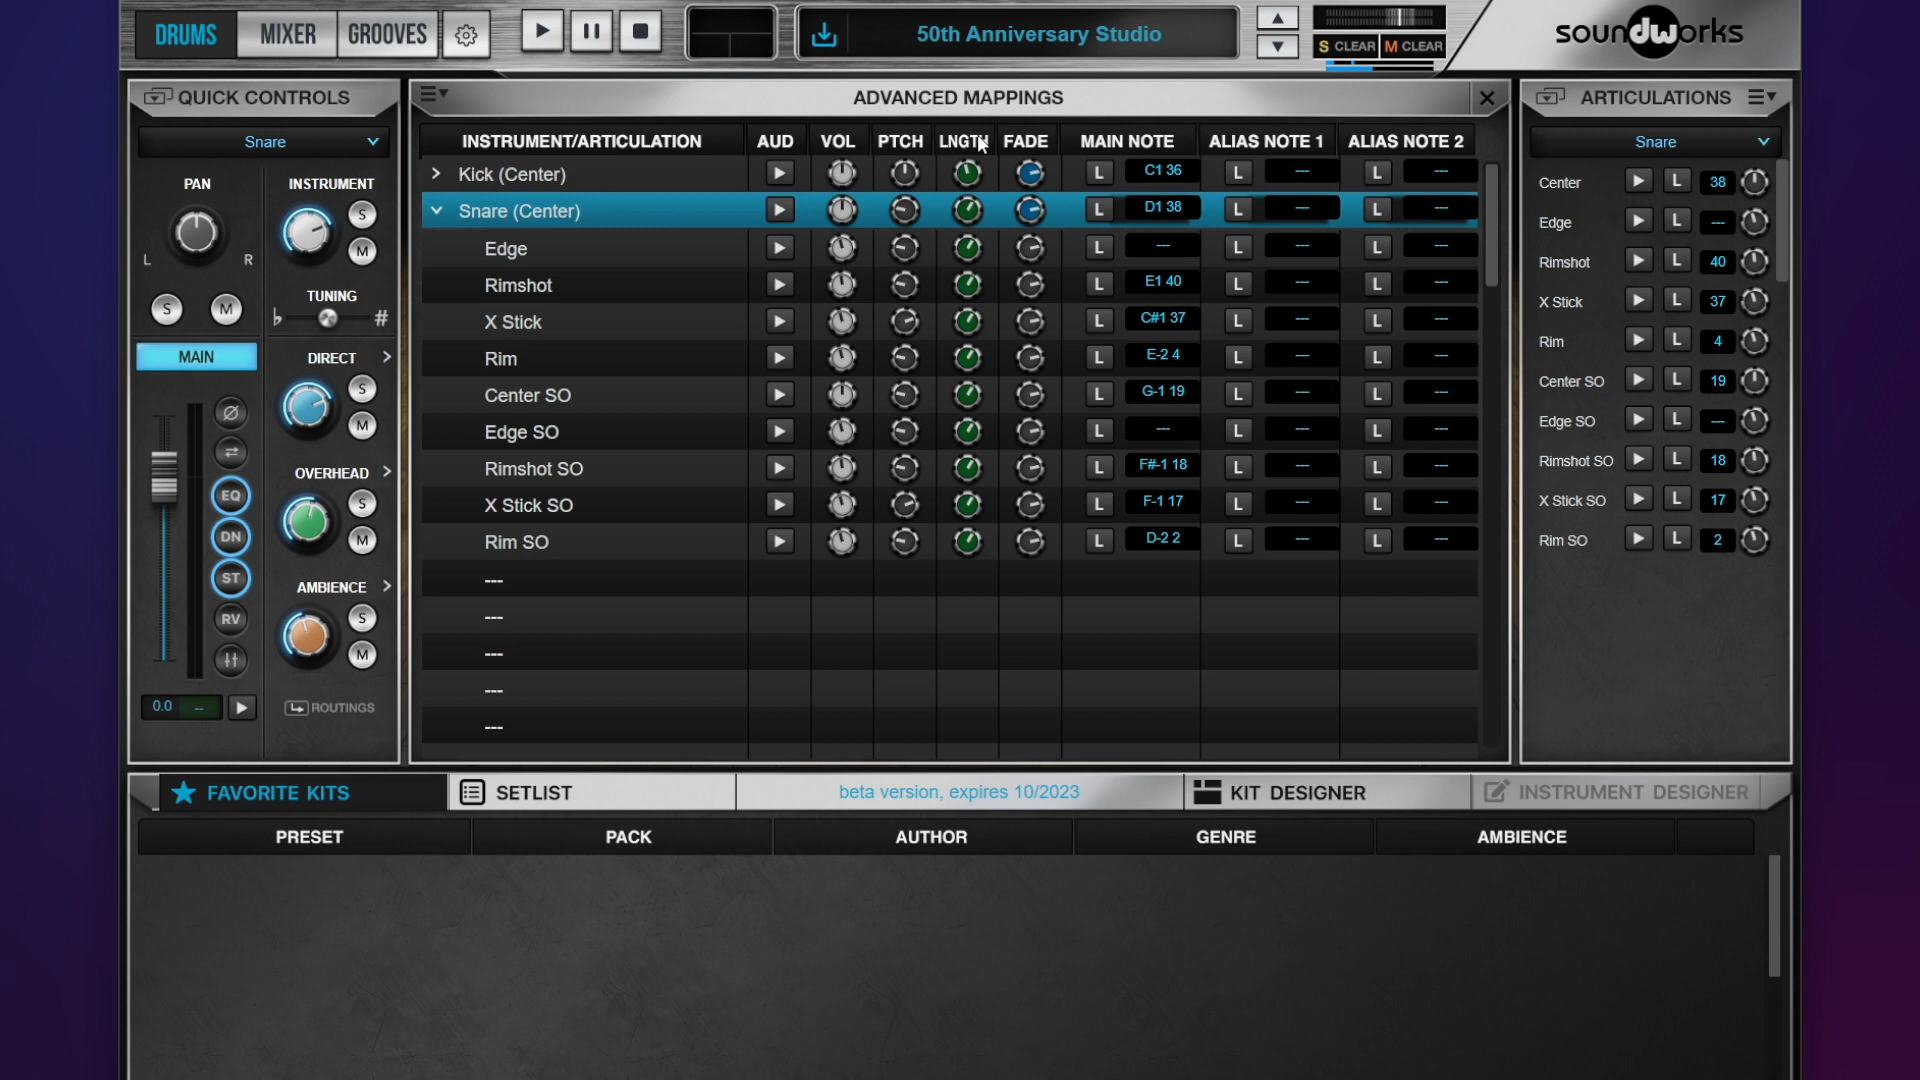 DRUMS MIXER GROOVES
50th Anniversary Studio
S CLEAR M CLEAR
soundworks
QUICK CONTROLS
Snare
PAN
L R
S M
MAIN
EQ
DN
ST
RV
0.0 --
INSTRUMENT
S
M
TUNING
♭ #
DIRECT >
S
M
OVERHEAD >
S
M
AMBIENCE >
S
M
ROUTINGS
ADVANCED MAPPINGS
INSTRUMENT/ARTICULATION AUD VOL PTCH LNGTH FADE MAIN NOTE ALIAS NOTE 1 ALIAS NOTE 2
Kick (Center) L C1 36 L --- L ---
Snare (Center) L D1 38 L --- L ---
Edge L --- L --- L ---
Rimshot L E1 40 L --- L ---
X Stick L C#1 37 L --- L ---
Rim L E-2 4 L --- L ---
Center SO L G-1 19 L --- L ---
Edge SO L --- L --- L ---
Rimshot SO L F#-1 18 L --- L ---
X Stick SO L F-1 17 L --- L ---
Rim SO L D-2 2 L --- L ---
---
---
---
---
---
ARTICULATIONS
Snare
Center L 38
Edge L ---
Rimshot L 40
X Stick L 37
Rim L 4
Center SO L 19
Edge SO L ---
Rimshot SO L 18
X Stick SO L 17
Rim SO L 2
FAVORITE KITS SETLIST beta version, expires 10/2023 KIT DESIGNER INSTRUMENT DESIGNER
PRESET PACK AUTHOR GENRE AMBIENCE